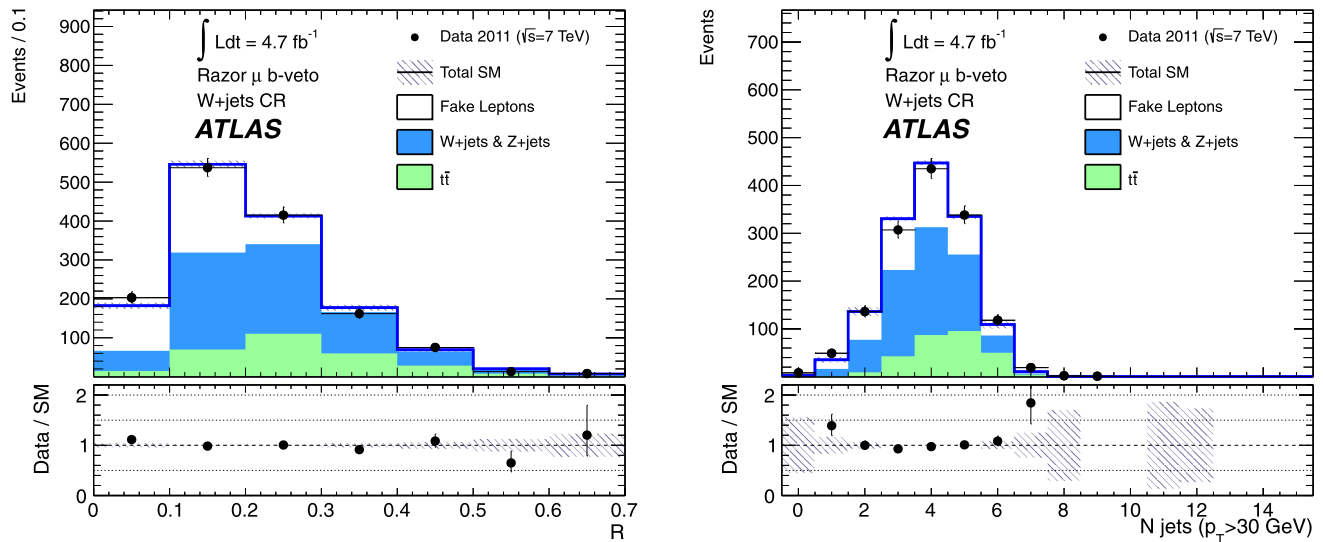 Events / 0.1
900
800
700
600
500
400
300
200
100
∫ Ldt = 4.7 fb⁻¹
Razor μ b-veto
W+jets CR
ATLAS
Data 2011 (√s=7 TeV)
Total SM
Fake Leptons
W+jets & Z+jets
tt̄
Data / SM
2
1
0
0 0.1 0.2 0.3 0.4 0.5 0.6 0.7
R
Events
700
600
500
400
300
200
100
∫ Ldt = 4.7 fb⁻¹
Razor μ b-veto
W+jets CR
ATLAS
Data 2011 (√s=7 TeV)
Total SM
Fake Leptons
W+jets & Z+jets
tt̄
Data / SM
2
1
0
0 2 4 6 8 10 12 14
N jets (p_T>30 GeV)